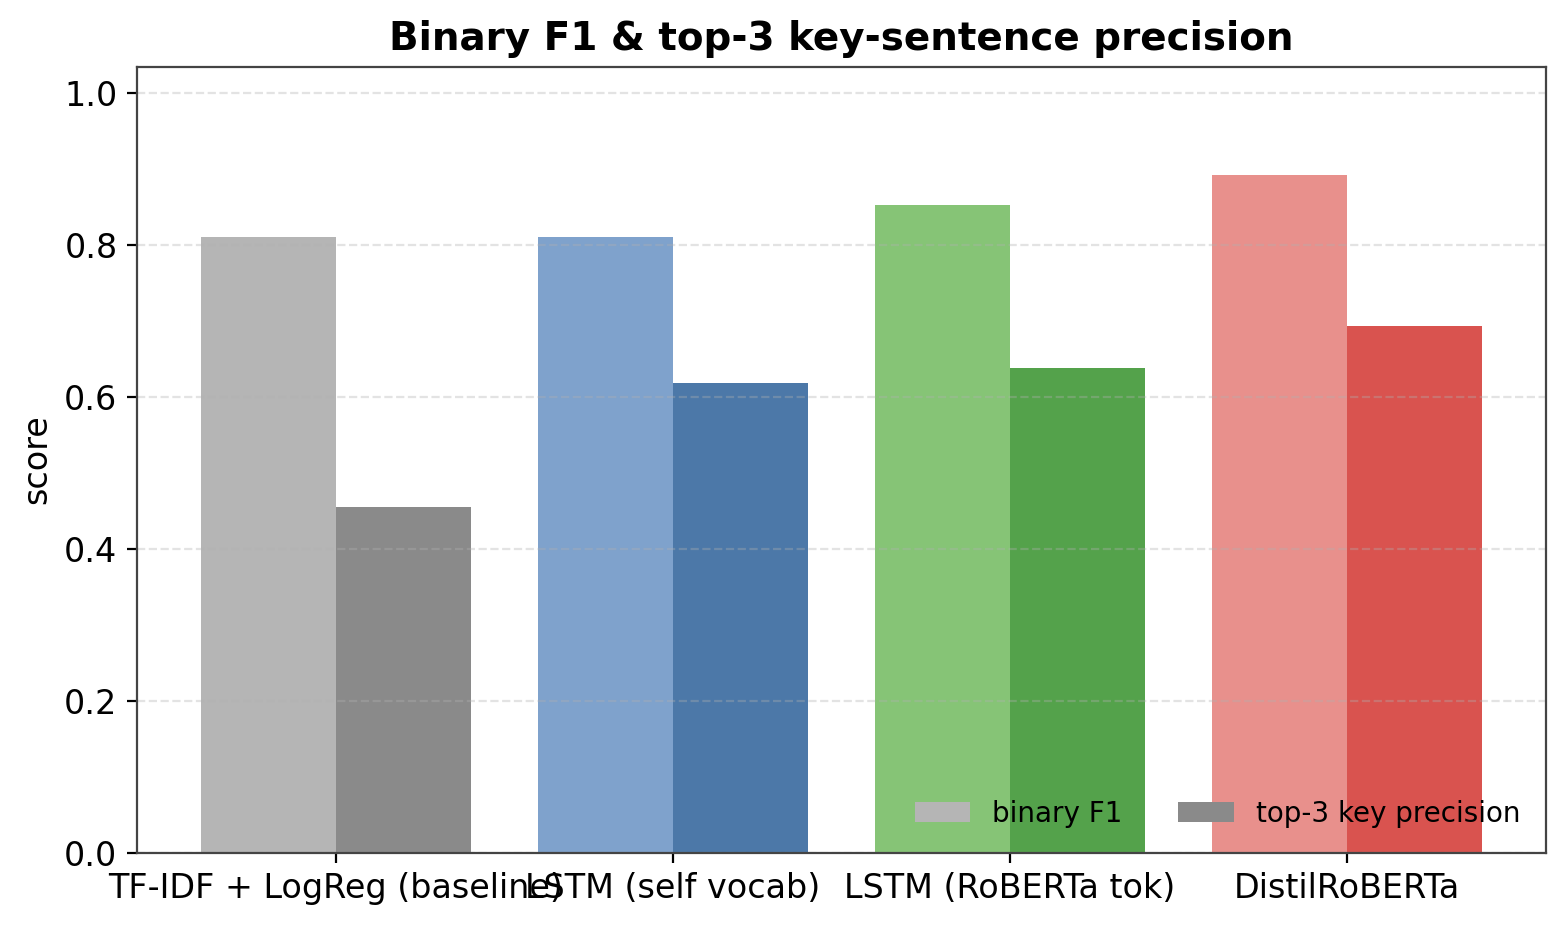 Binary F1 & top-3 key-sentence precision
1.0
0.8
0.6
0.4
0.2
0.0
score
binary F1
top-3 key precision
TF-IDF + LogReg (baseline)
LSTM (self vocab)
LSTM (RoBERTa tok)
DistilRoBERTa